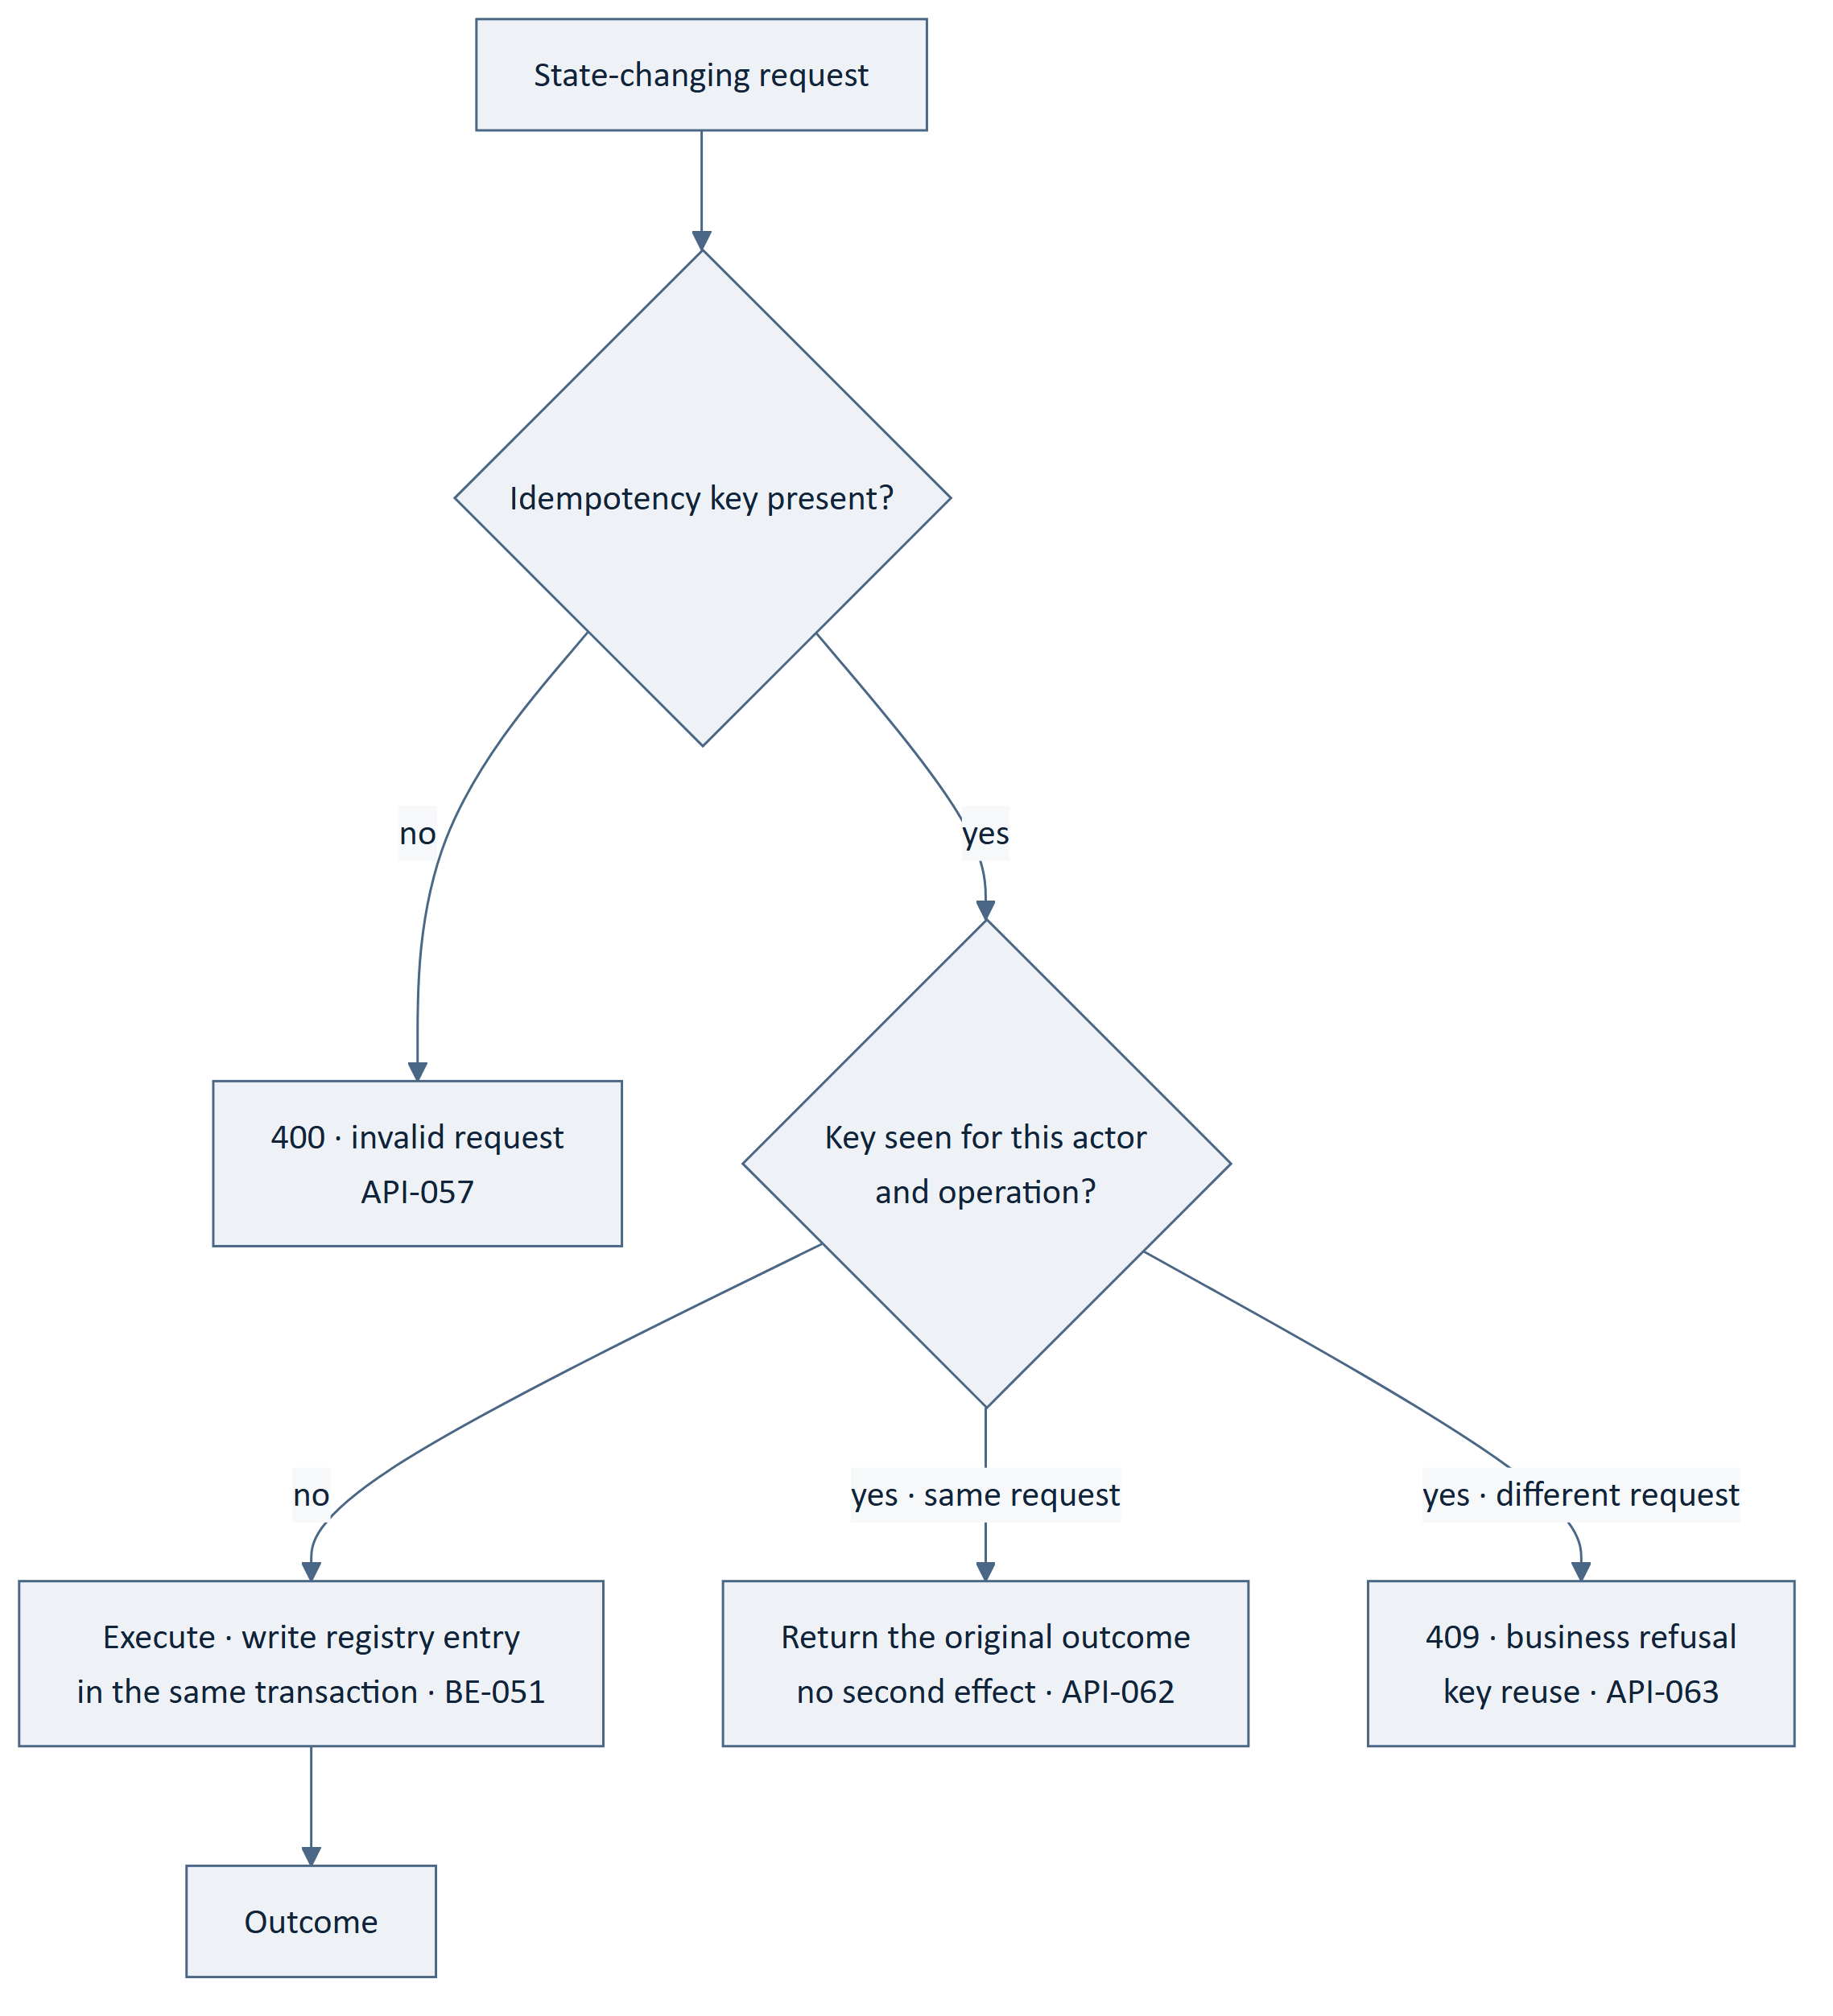 State-changing request
Idempotency key present?
no
yes
400 · invalid request
API-057
Key seen for this actor
and operation?
no
yes · same request
yes · different request
Execute · write registry entry
in the same transaction · BE-051
Return the original outcome
no second effect · API-062
409 · business refusal
key reuse · API-063
Outcome